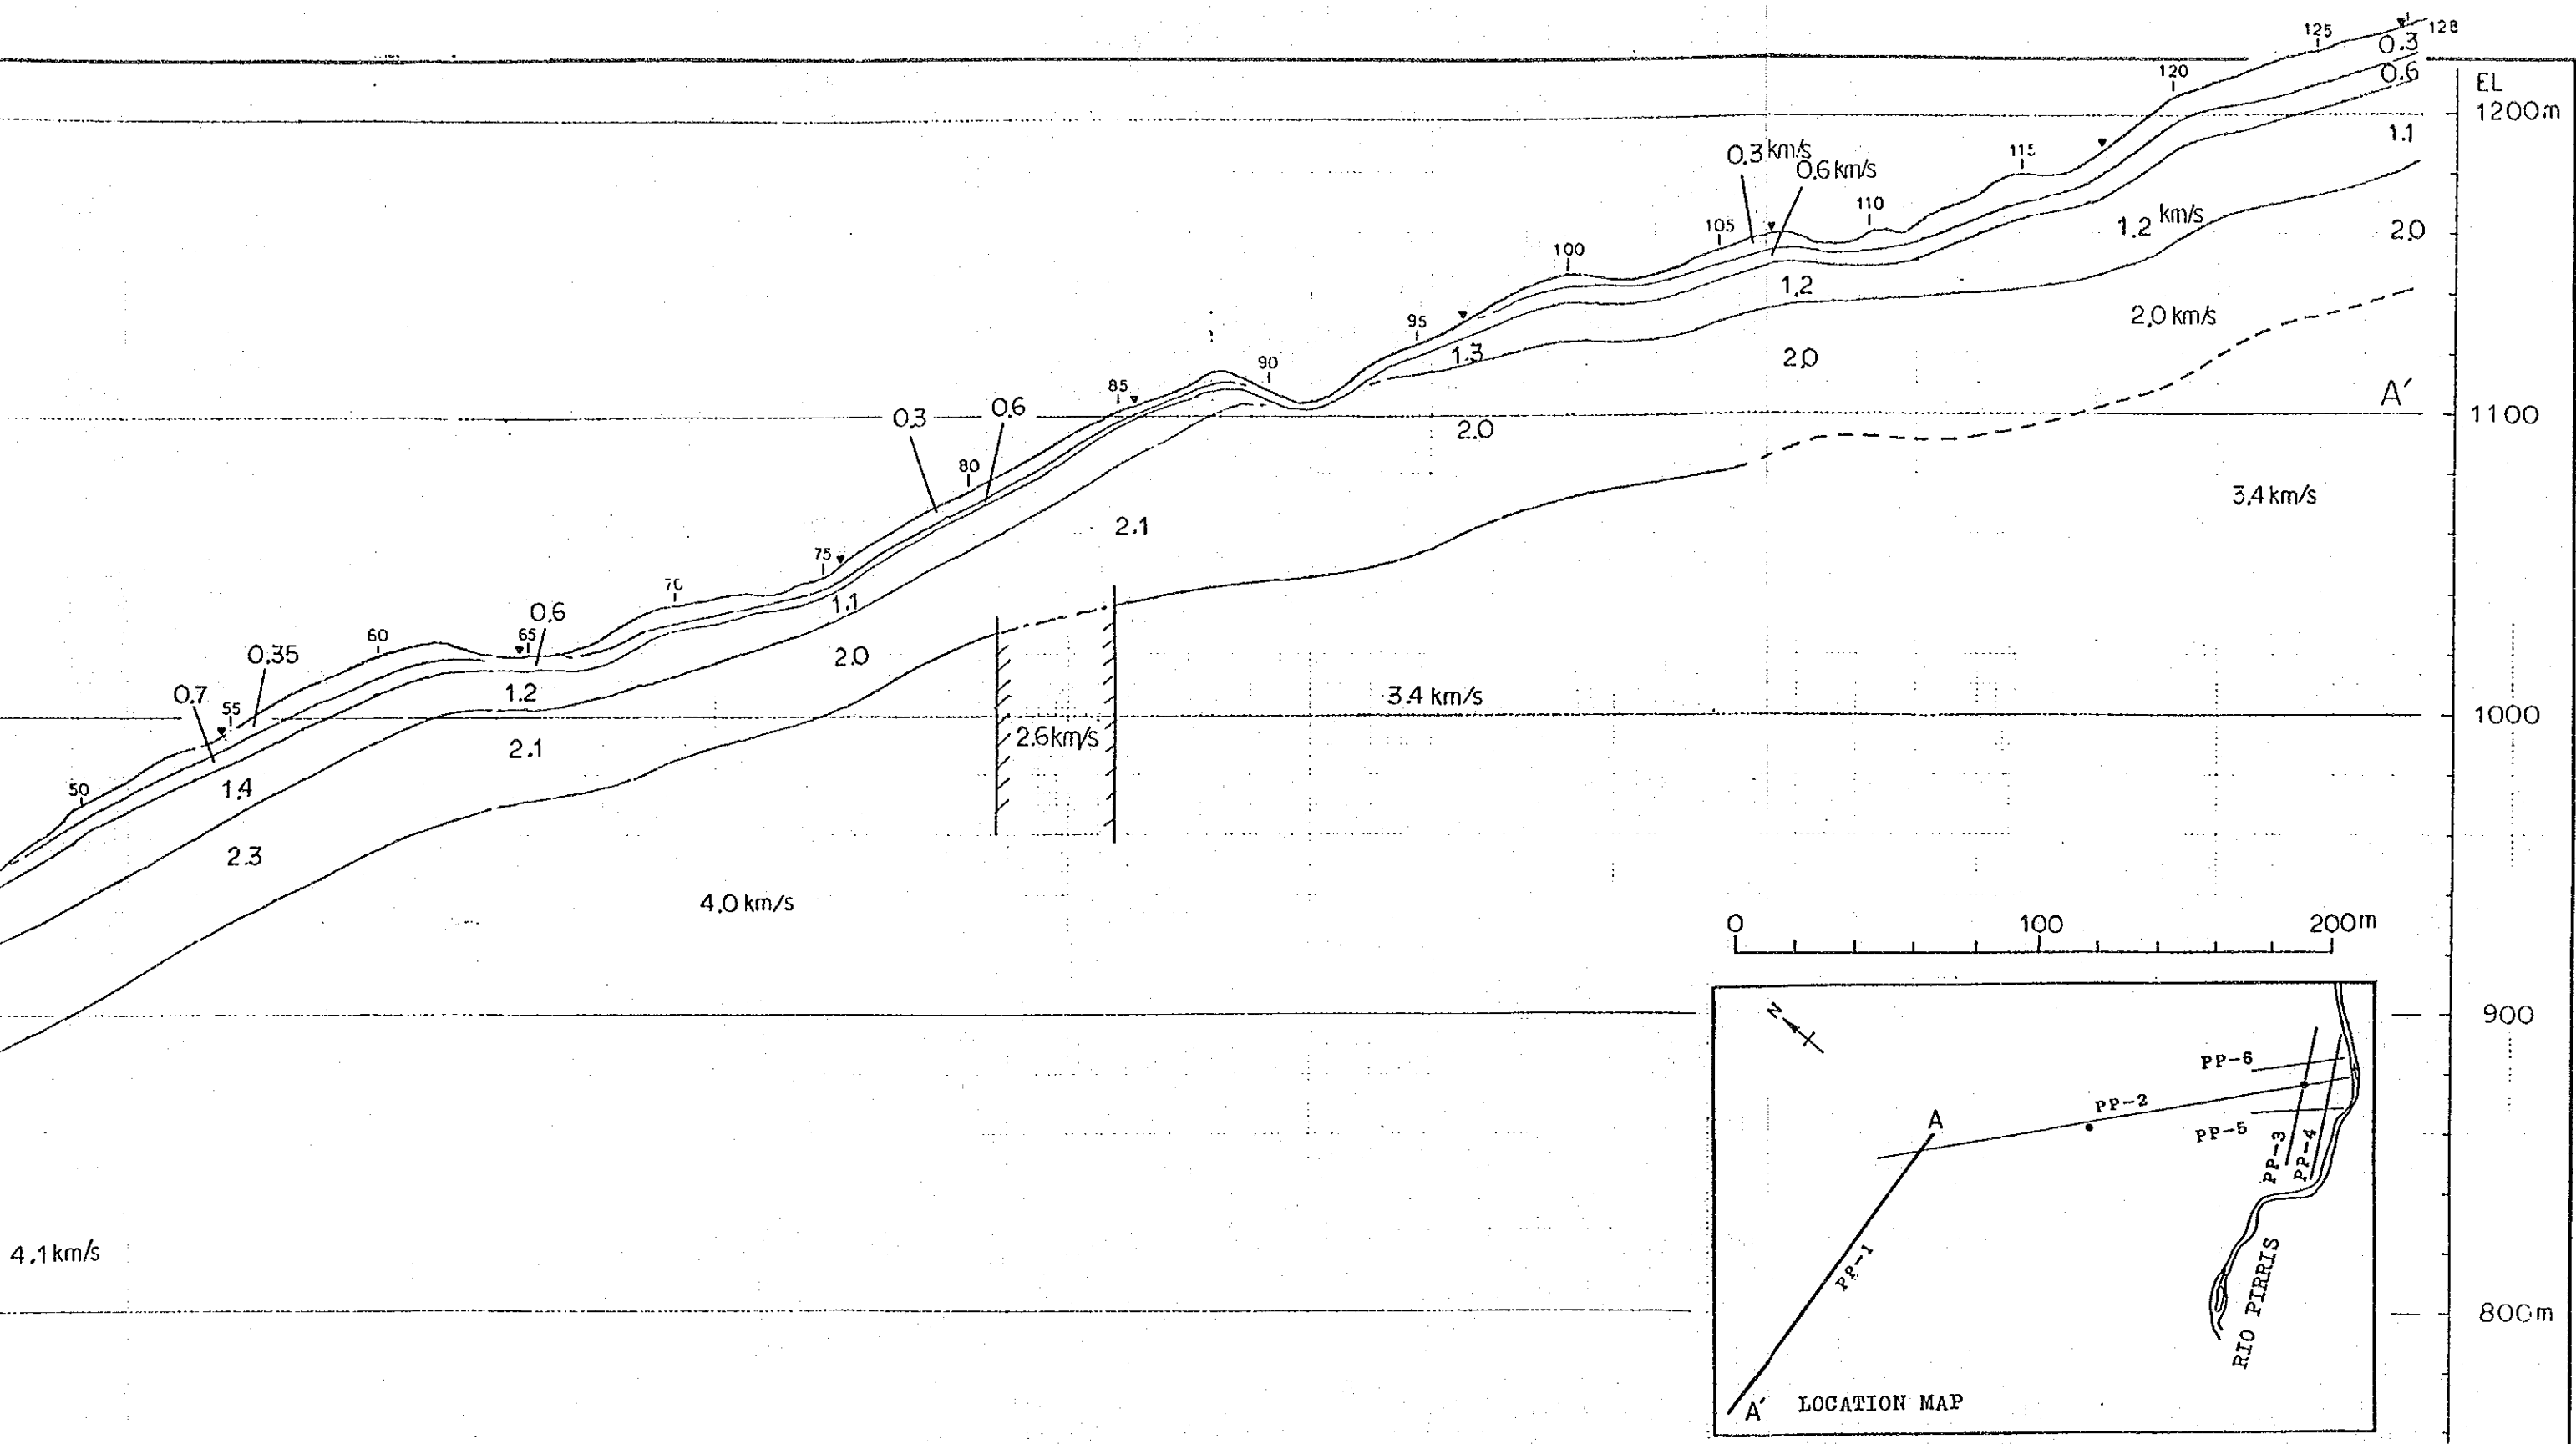 125
128
0.3
120
0.6
EL
1200m
1.1
0.3 km/s
115
0.6 km/s
110
105
1.2 km/s
2.0
100
1.2
2.0 km/s
95
1.3
2.0
90
85
A'
0.3
0.6
1100
2.0
80
3.4 km/s
2.1
75
70
1.1
0.6
60
65
0.35
2.0
0.7
1.2
3.4 km/s
55
1000
2.6 km/s
2.1
50
1.4
2.3
4.0 km/s
0
100
200m
900
N
PP-6
PP-2
A
PP-5
PP-3
PP-4
4.1 km/s
PP-1
RIO PIRRIS
800m
A'
LOCATION MAP